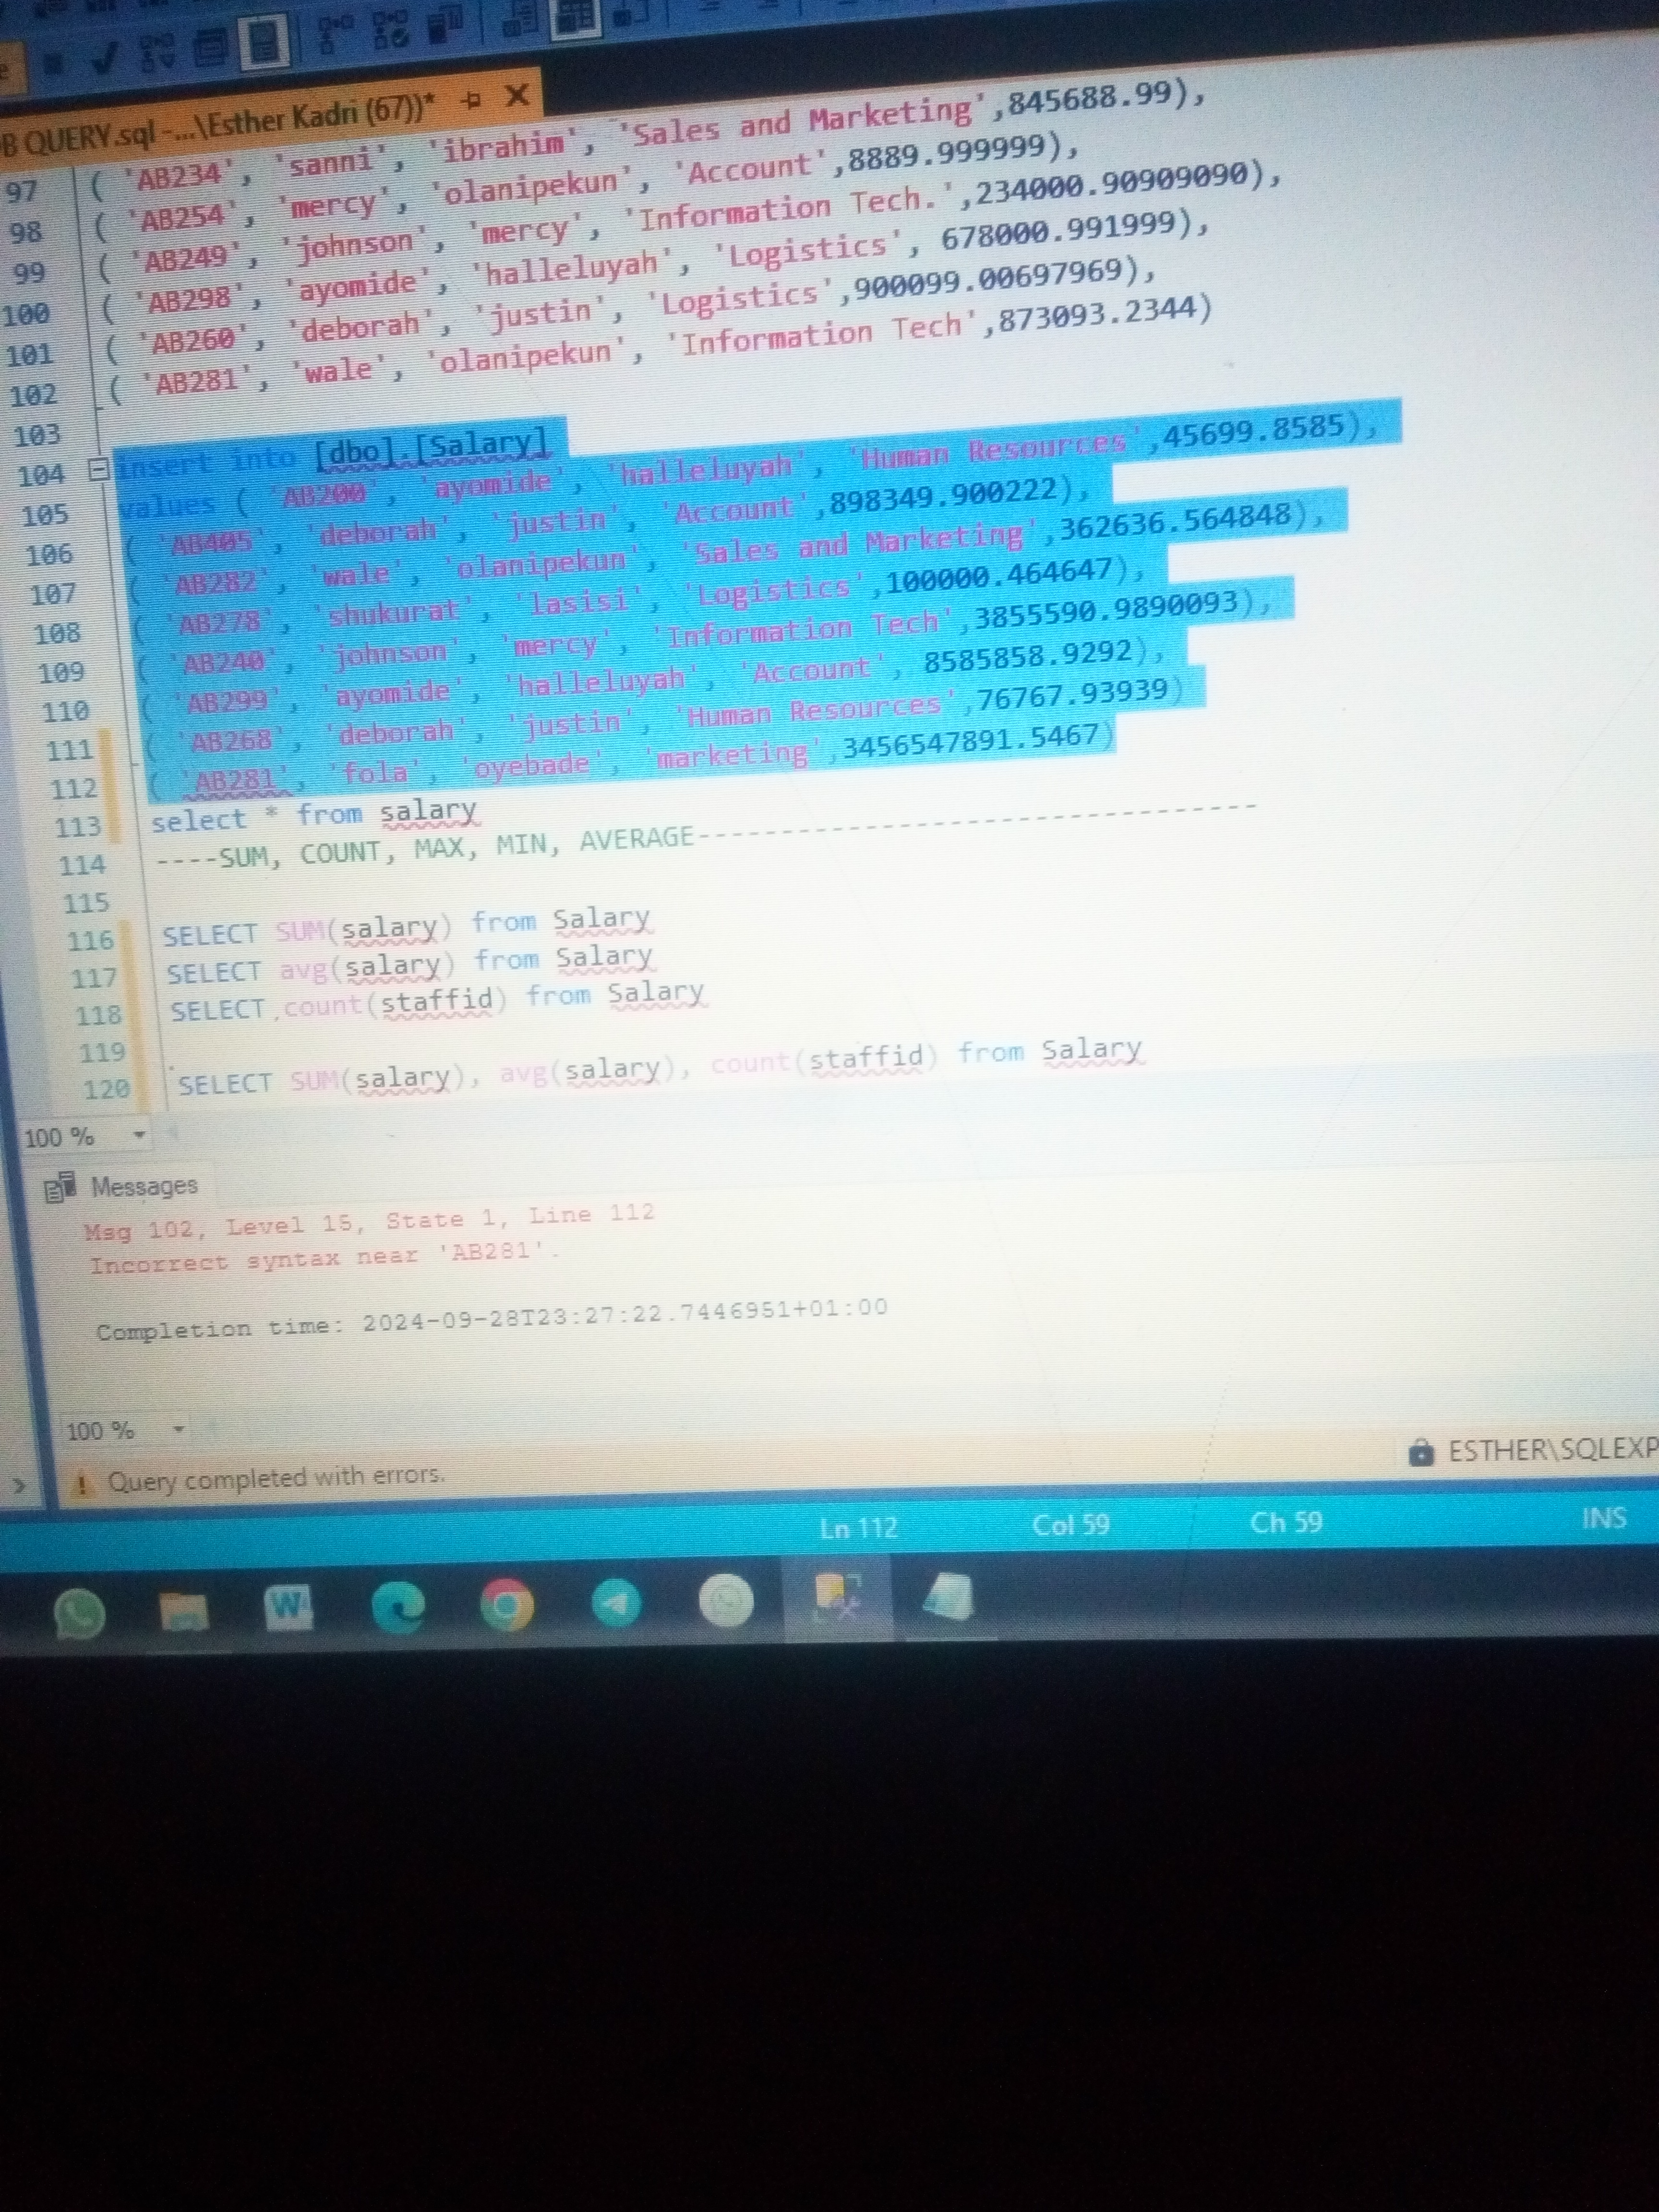 B QUERY.sql -...\Esther Kadri (67))*
97 ( 'AB234', 'sanni', 'ibrahim', 'Sales and Marketing',845688.99),
98 ( 'AB254', 'mercy', 'olanipekun', 'Account',8889.999999),
99 ( 'AB249', 'johnson', 'mercy', 'Information Tech.',234000.90909090),
100 ( 'AB298', 'ayomide', 'halleluyah', 'Logistics', 678000.991999),
101 ( 'AB260', 'deborah', 'justin', 'Logistics',900099.00697969),
102 ( 'AB281', 'wale', 'olanipekun', 'Information Tech',873093.2344)
103
104 insert into [dbo].[Salary]
105 values ( 'AB200', 'ayomide', 'halleluyah', 'Human Resources',45699.8585),
106 ( 'AB405', 'deborah', 'justin', 'Account',898349.900222),
107 ( 'AB282', 'wale', 'olanipekun', 'Sales and Marketing',362636.564848),
108 ( 'AB278', 'shukurat', 'lasisi', 'Logistics',100000.464647),
109 ( 'AB240', 'johnson', 'mercy', 'Information Tech',3855590.9890093),
110 ( 'AB299', 'ayomide', 'halleluyah', 'Account', 8585858.9292),
111 ( 'AB268', 'deborah', 'justin', 'Human Resources',76767.93939)
112 ( 'AB281', 'fola', 'oyebade', 'marketing',3456547891.5467)
113 select * from salary
114 ----SUM, COUNT, MAX, MIN, AVERAGE---------------------------------
115
116 SELECT SUM(salary) from Salary
117 SELECT avg(salary) from Salary
118 SELECT count(staffid) from Salary
119
120 SELECT SUM(salary), avg(salary), count(staffid) from Salary
100 %
Messages
Msg 102, Level 15, State 1, Line 112
Incorrect syntax near 'AB281'.
Completion time: 2024-09-28T23:27:22.7446951+01:00
100 %
Query completed with errors.
ESTHER\SQLEXP
Ln 112 Col 59 Ch 59 INS